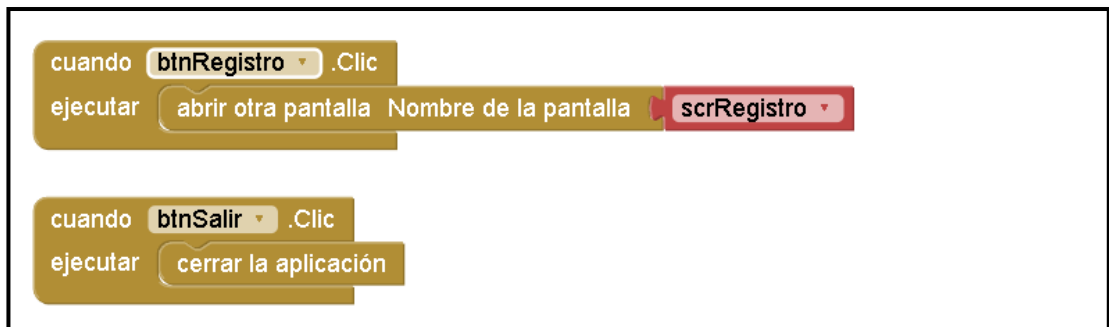 cuando btnRegistro .Clic
ejecutar abrir otra pantalla Nombre de la pantalla scrRegistro
cuando btnSalir .Clic
ejecutar cerrar la aplicación